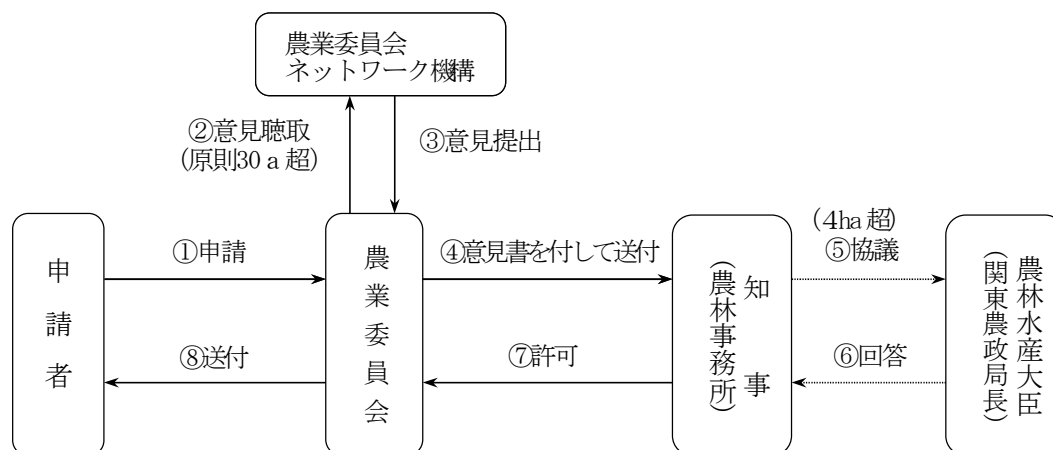 農業委員会
ネットワーク機構
②意見聴取
(原則30ａ超)
③意見提出
申請者
①申請
⑧送付
農業委員会
④意見書を付して送付
⑦許可
知事
(農林事務所)
(4ha超)
⑤協議
⑥回答
農林水産大臣
(関東農政局長)